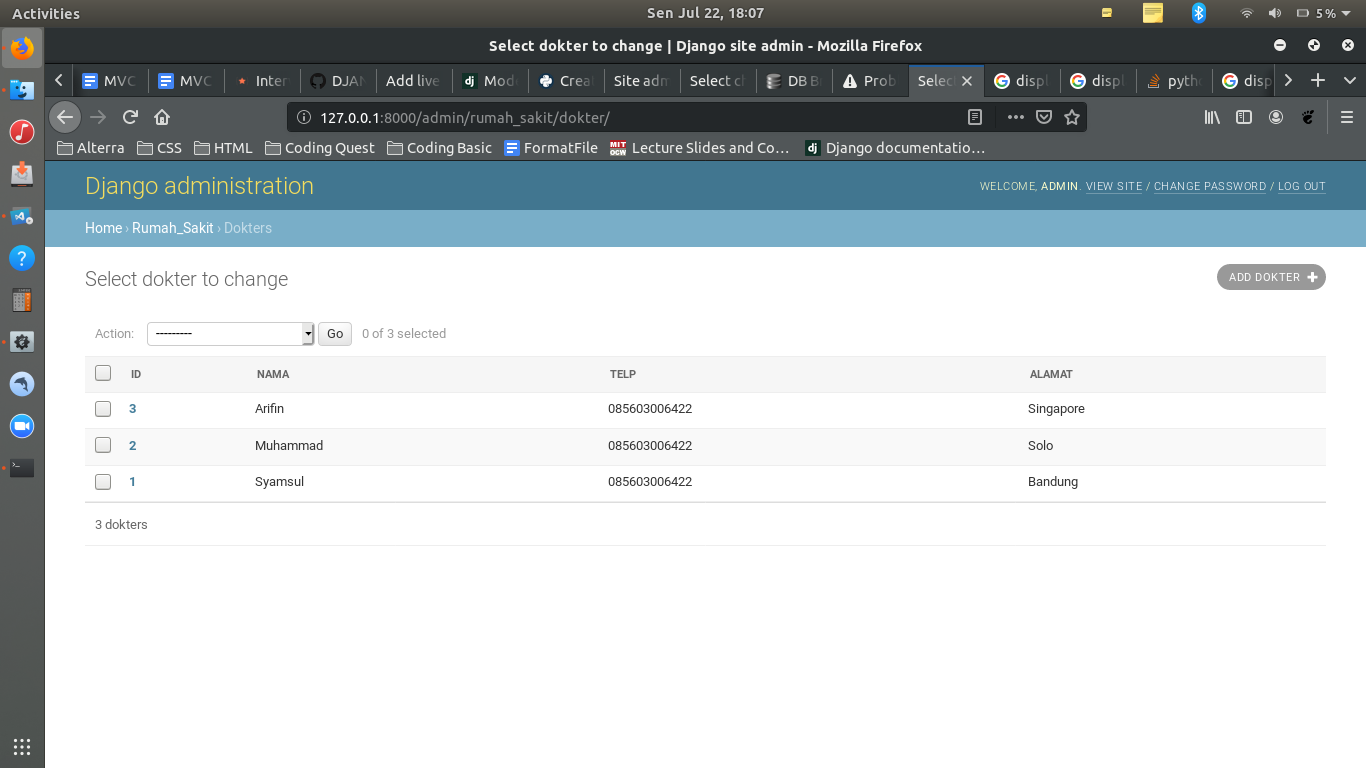 Activities
Sen Jul 22, 18:07
5%
Select dokter to change | Django site admin - Mozilla Firefox
MVC
MVC
Inter
DJAN
Add live
Mode
Crea
Site adm
Select ch
DB B
Prob
Select
displ
displ
pytho
disp
127.0.0.1:8000/admin/rumah_sakit/dokter/
Alterra
CSS
HTML
Coding Quest
Coding Basic
FormatFile
MIT OCW
Lecture Slides and Co...
dj
Django documentatio...
Django administration
WELCOME, ADMIN. VIEW SITE / CHANGE PASSWORD / LOG OUT
Home › Rumah_Sakit › Dokters
Select dokter to change
ADD DOKTER +
Action: --------- Go 0 of 3 selected
ID NAMA TELP ALAMAT
3 Arifin 085603006422 Singapore
2 Muhammad 085603006422 Solo
1 Syamsul 085603006422 Bandung
3 dokters